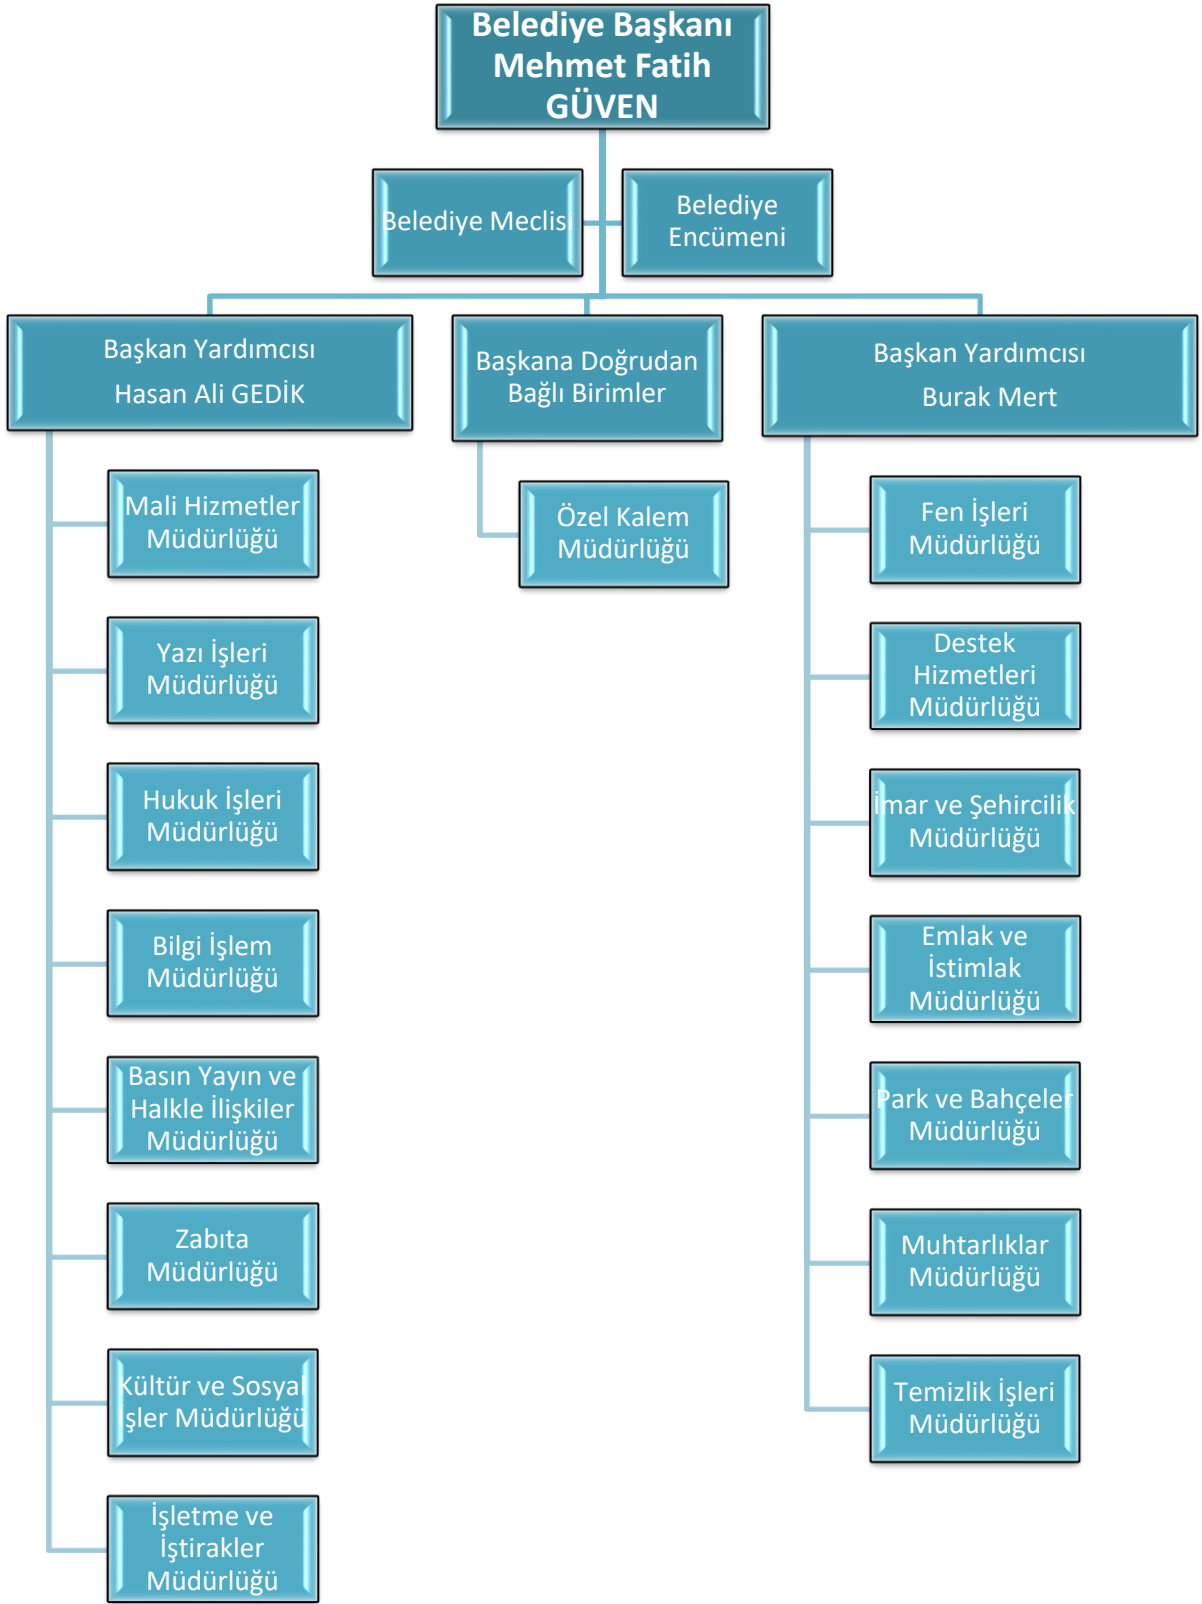 Belediye Başkanı
Mehmet Fatih
GÜVEN
Belediye Meclisi
Belediye
Encümeni
Başkan Yardımcısı
Hasan Ali GEDİK
Başkana Doğrudan
Bağlı Birimler
Başkan Yardımcısı
Burak Mert
Mali Hizmetler
Müdürlüğü
Yazı İşleri
Müdürlüğü
Hukuk İşleri
Müdürlüğü
Bilgi İşlem
Müdürlüğü
Basın Yayın ve
Halkle İlişkiler
Müdürlüğü
Zabıta
Müdürlüğü
Kültür ve Sosyal
İşler Müdürlüğü
İşletme ve
İştirakler
Müdürlüğü
Özel Kalem
Müdürlüğü
Fen İşleri
Müdürlüğü
Destek
Hizmetleri
Müdürlüğü
İmar ve Şehircilik
Müdürlüğü
Emlak ve
İstimlak
Müdürlüğü
Park ve Bahçeler
Müdürlüğü
Muhtarlıklar
Müdürlüğü
Temizlik İşleri
Müdürlüğü